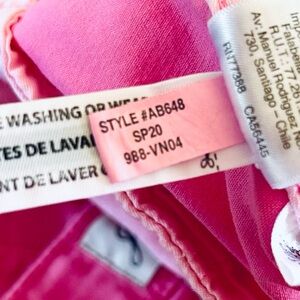 E WASHING OR WEA
STYLE #AB648
SP20
988-VN04
TES DE LAVA
NT DE LAVER
RN77388 CA56445
R.U.T.: 77.26
Av. Manuel Rodriguez
730, Santiago - Chile